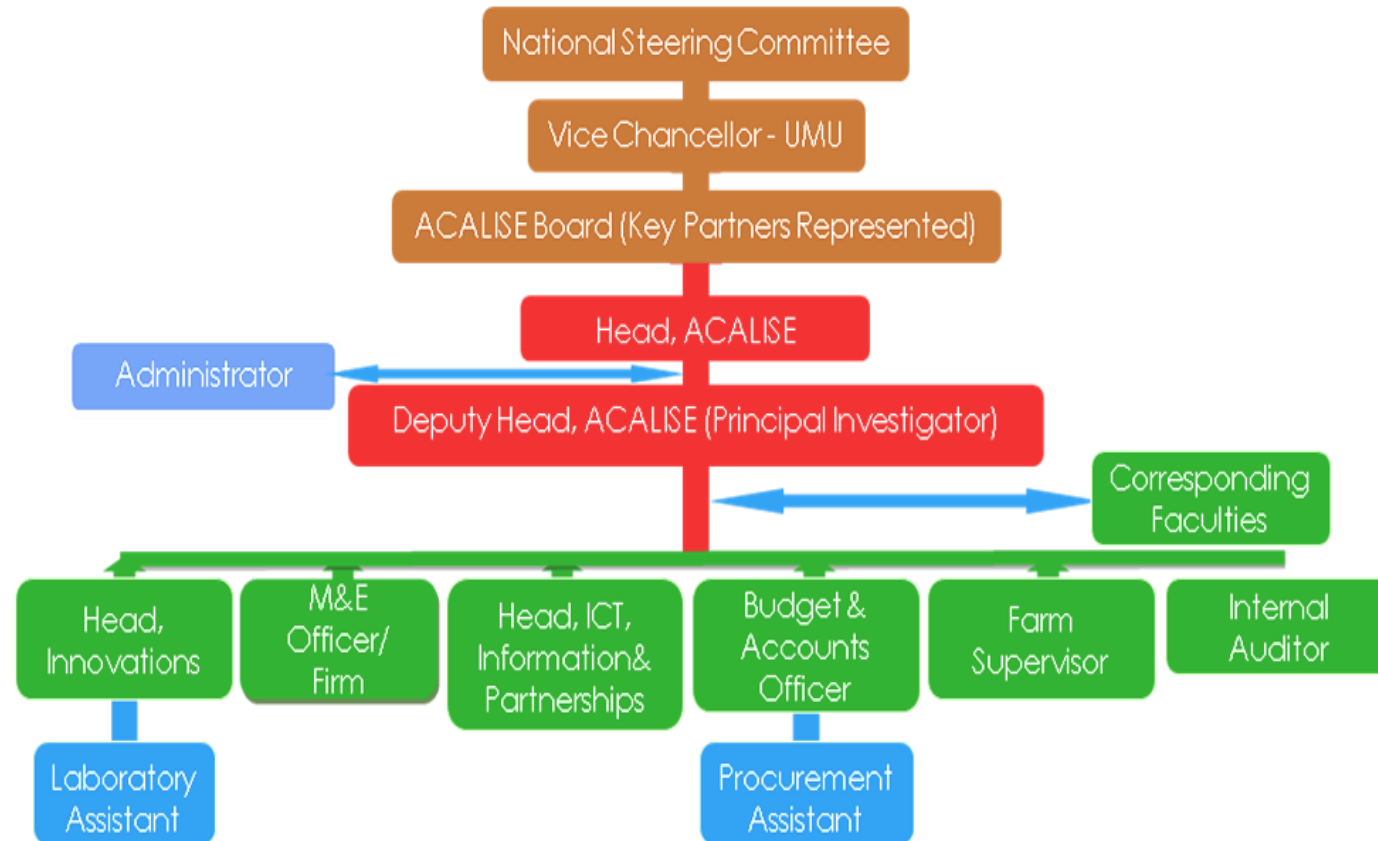 National Steering Committee
Vice Chancellor - UMU
ACALISE Board (Key Partners Represented)
Head, ACALISE
Administrator
Deputy Head, ACALISE (Principal Investigator)
Corresponding
Faculties
Head,
Innovations
M&E
Officer/
Firm
Head, ICT,
Information&
Partnerships
Budget &
Accounts
Officer
Farm
Supervisor
Internal
Auditor
Laboratory
Assistant
Procurement
Assistant